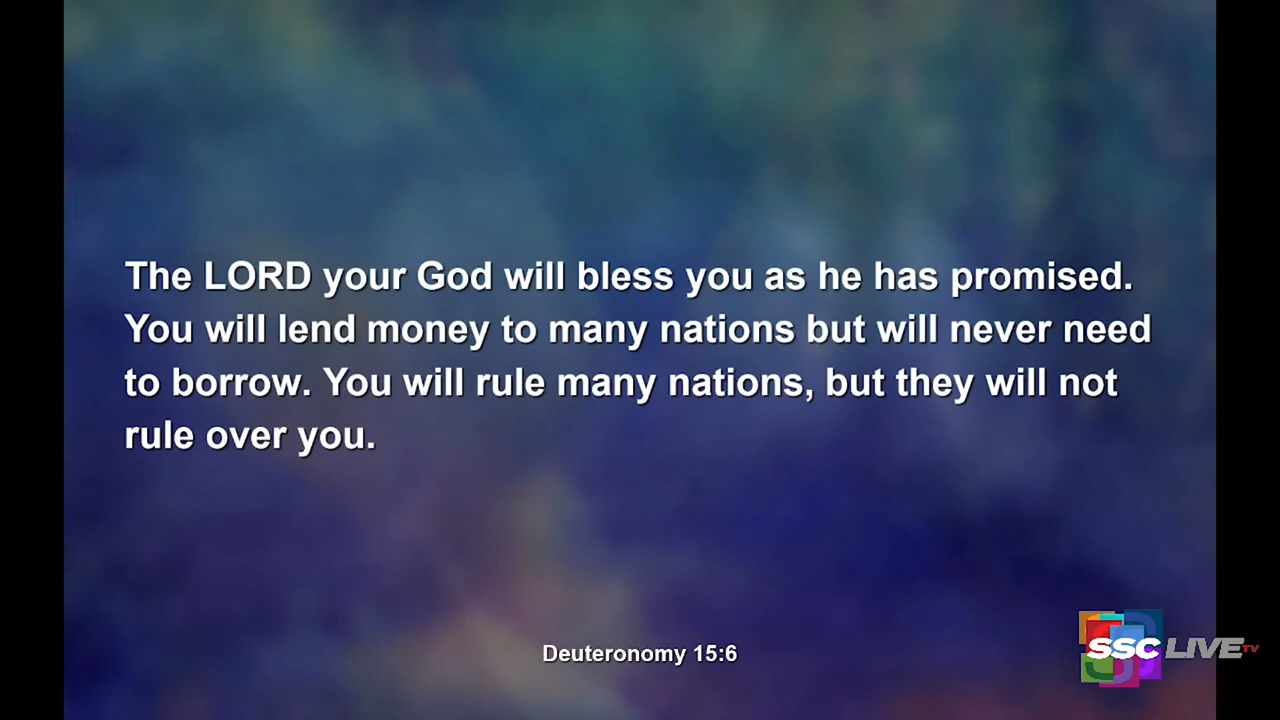 The LORD your God will bless you as he has promised.
You will lend money to many nations but will never need
to borrow. You will rule many nations, but they will not
rule over you.
Deuteronomy 15:6
SSC LIVE TV